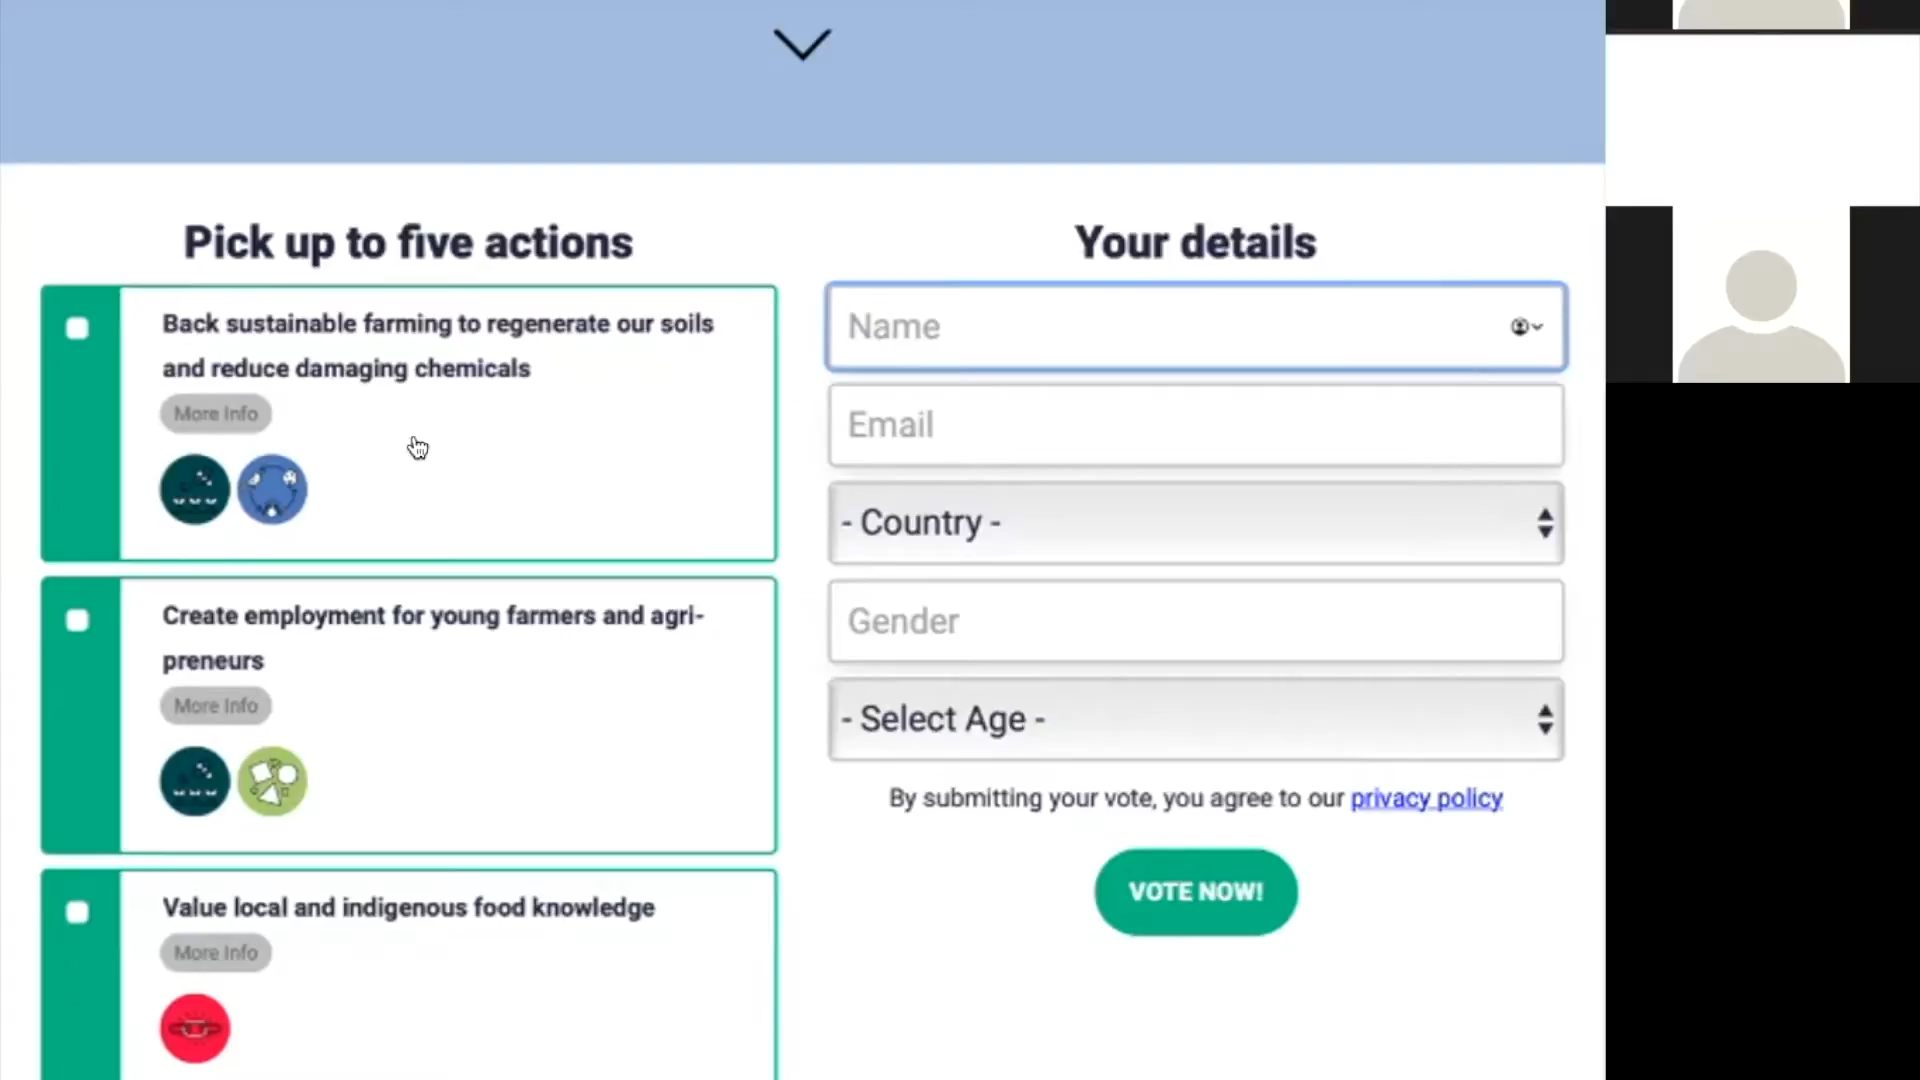 Pick up to five actions
Back sustainable farming to regenerate our soils
and reduce damaging chemicals
More Info
Create employment for young farmers and agri-
preneurs
More Info
Value local and indigenous food knowledge
More Info
Your details
Name
Email
- Country -
Gender
- Select Age -
By submitting your vote, you agree to our privacy policy
VOTE NOW!